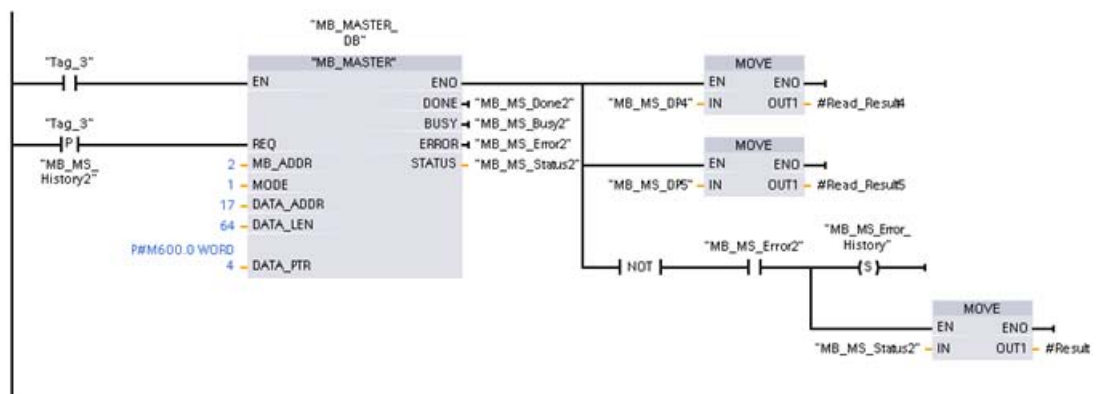 "MB_MASTER_
DB"
"Tag_3"
"MB_MASTER"
EN
ENO
DONE
"MB_MS_Done2"
BUSY
"MB_MS_Busy2"
"Tag_3"
P
"MB_MS_
History2"
REQ
ERROR
"MB_MS_Error2"
2
MB_ADDR
STATUS
"MB_MS_Status2"
1
MODE
17
DATA_ADDR
64
DATA_LEN
P#M600.0 WORD
4
DATA_PTR
MOVE
EN
ENO
"MB_MS_DP4"
IN
OUT1
#Read_Result4
MOVE
EN
ENO
"MB_MS_DP5"
IN
OUT1
#Read_Result5
NOT
"MB_MS_Error2"
"MB_MS_Error_
History"
S
MOVE
EN
ENO
"MB_MS_Status2"
IN
OUT1
#Result